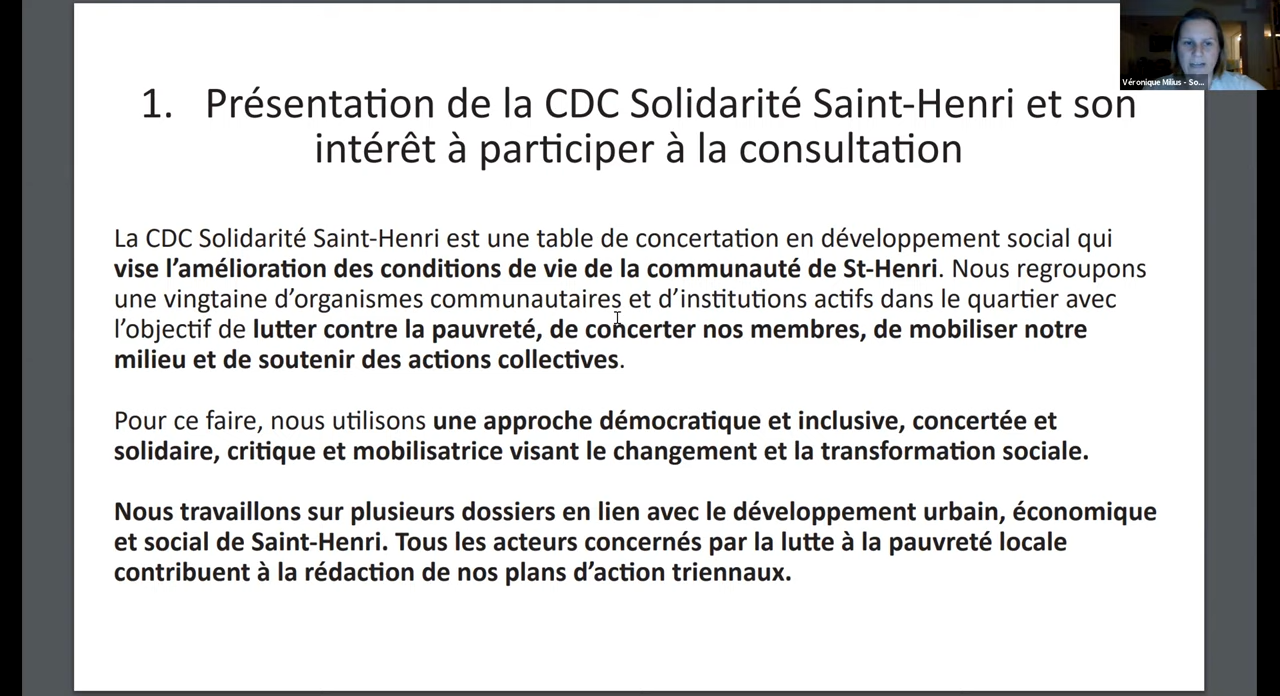 1. Présentation de la CDC Solidarité Saint-Henri et son
intérêt à participer à la consultation
La CDC Solidarité Saint-Henri est une table de concertation en développement social qui
vise l’amélioration des conditions de vie de la communauté de St-Henri. Nous regroupons
une vingtaine d’organismes communautaires et d’institutions actifs dans le quartier avec
l’objectif de lutter contre la pauvreté, de concerter nos membres, de mobiliser notre
milieu et de soutenir des actions collectives.
Pour ce faire, nous utilisons une approche démocratique et inclusive, concertée et
solidaire, critique et mobilisatrice visant le changement et la transformation sociale.
Nous travaillons sur plusieurs dossiers en lien avec le développement urbain, économique
et social de Saint-Henri. Tous les acteurs concernés par la lutte à la pauvreté locale
contribuent à la rédaction de nos plans d’action triennaux.
Véronique Milius - So...